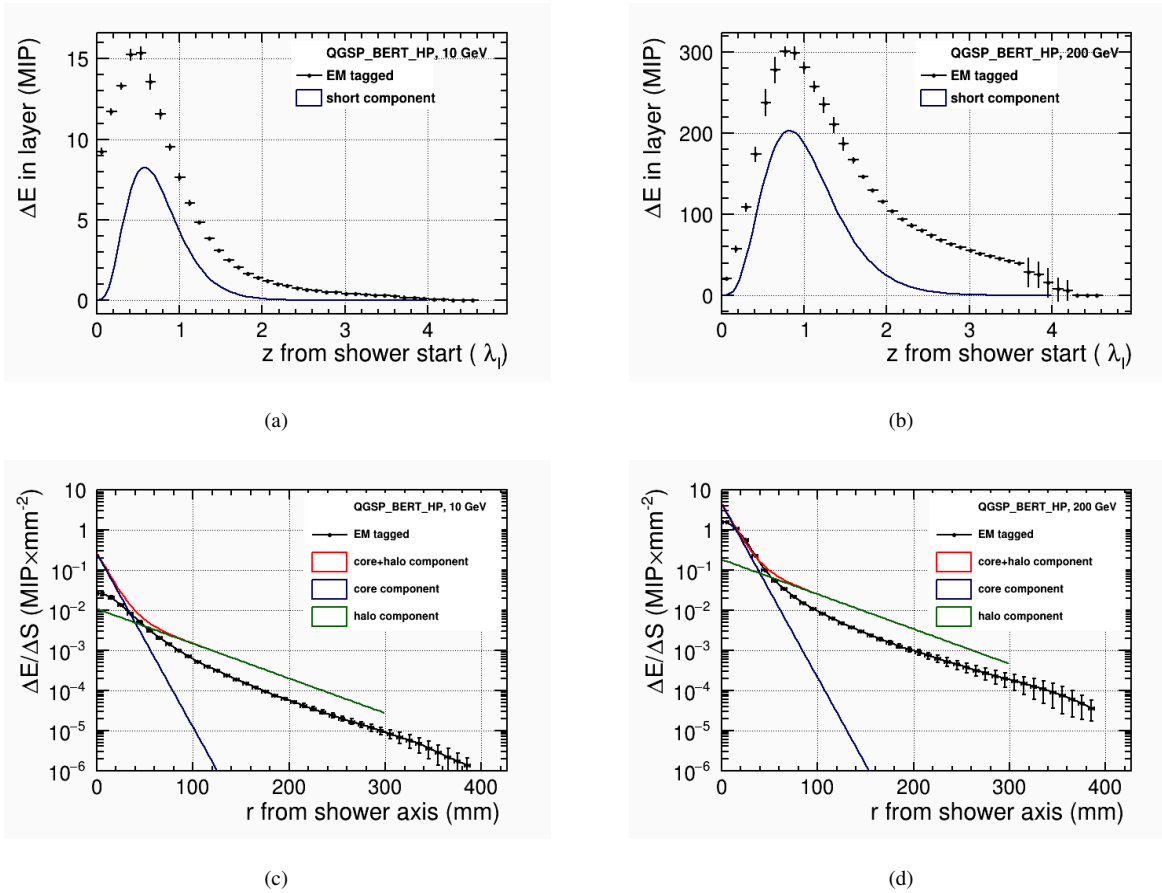 ΔE in layer (MIP)
15
10
5
0
QGSP_BERT_HP, 10 GeV
EM tagged
short component
0 1 2 3 4
z from shower start ( λI)
(a)
ΔE in layer (MIP)
300
200
100
0
QGSP_BERT_HP, 200 GeV
EM tagged
short component
0 1 2 3 4
z from shower start ( λI)
(b)
ΔE/ΔS (MIP×mm-2)
10
1
10−1
10−2
10−3
10−4
10−5
10−6
QGSP_BERT_HP, 10 GeV
EM tagged
core+halo component
core component
halo component
0 100 200 300 400
r from shower axis (mm)
(c)
ΔE/ΔS (MIP×mm-2)
10
1
10−1
10−2
10−3
10−4
10−5
10−6
QGSP_BERT_HP, 200 GeV
EM tagged
core+halo component
core component
halo component
0 100 200 300 400
r from shower axis (mm)
(d)